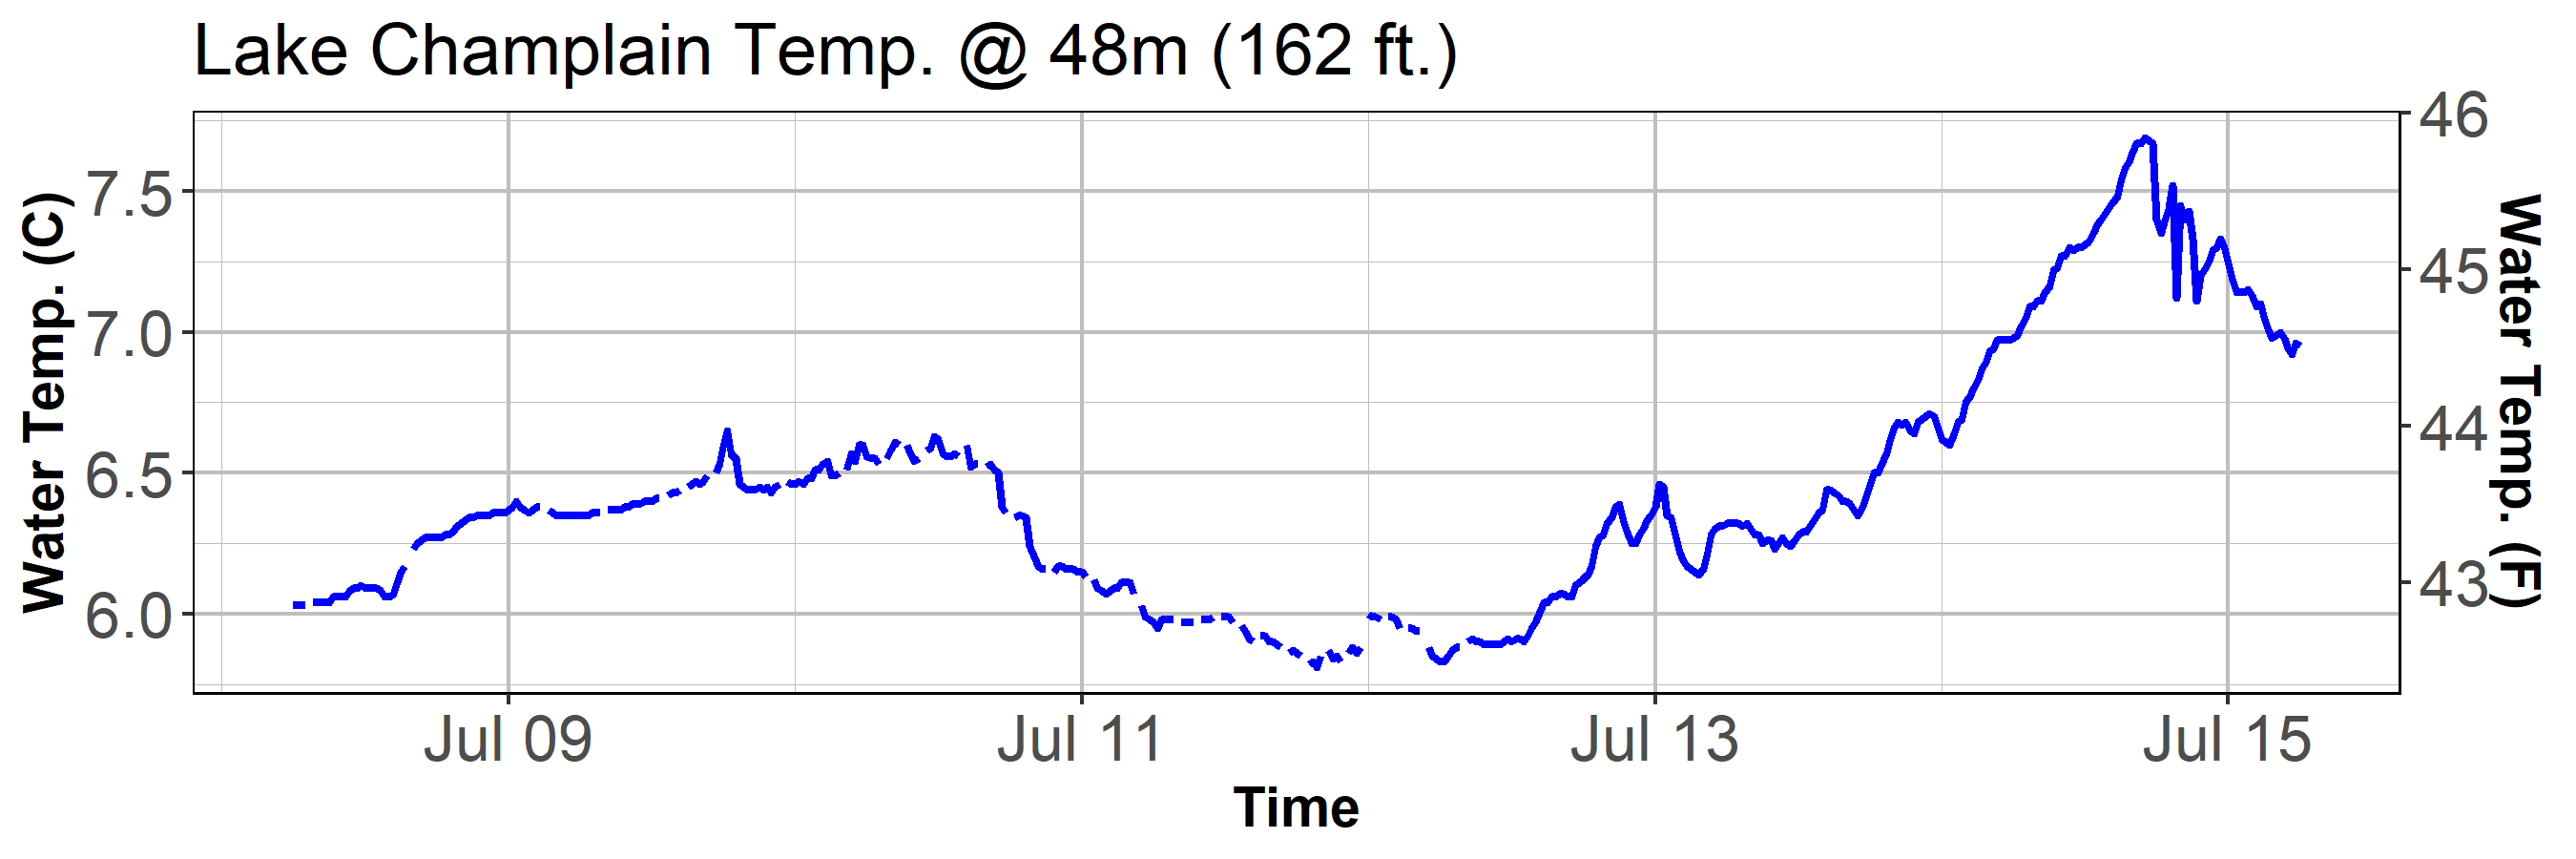 Lake Champlain Temp. @ 48m (162 ft.)
Water Temp. (C)
7.5
7.0
6.5
6.0
46
45
44
43
Water Temp. (F)
Jul 09 Jul 11 Jul 13 Jul 15
Time